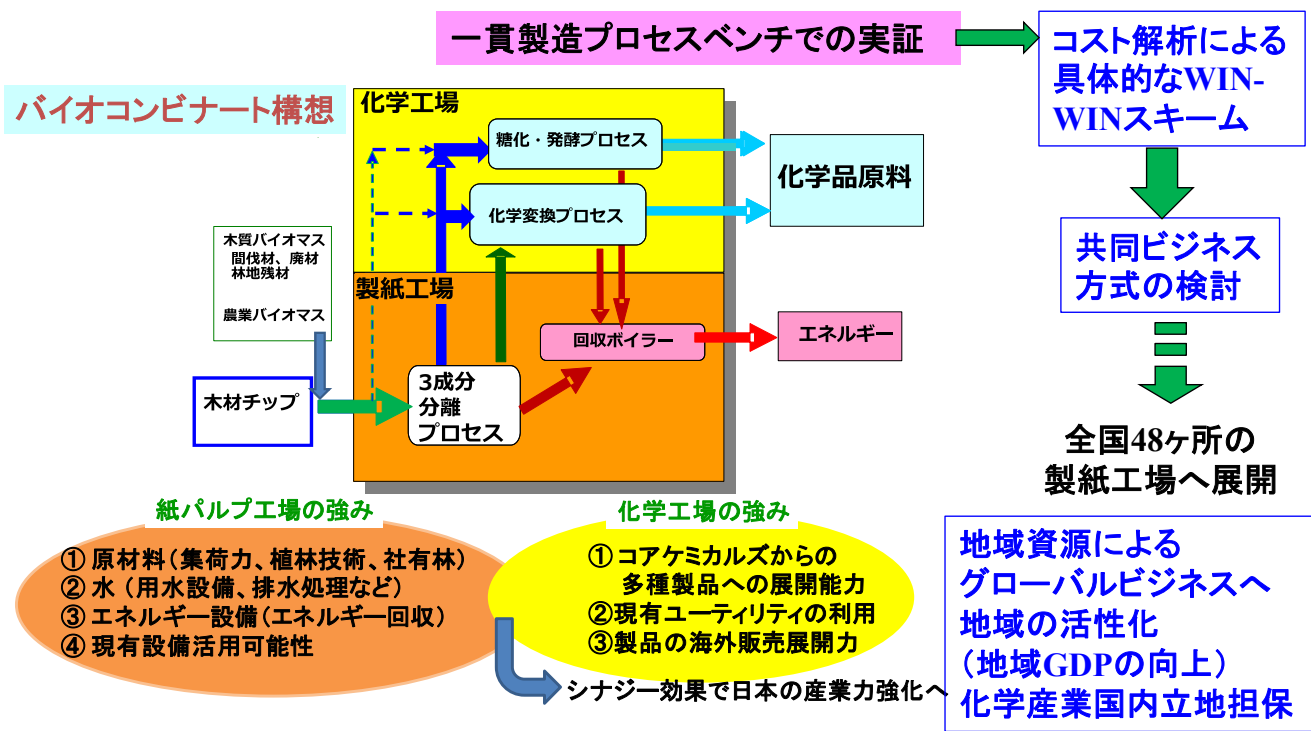 一貫製造プロセスベンチでの実証
コスト解析による
具体的なWIN-
WINスキーム
バイオコンビナート構想
化学工場
糖化・発酵プロセス
化学変換プロセス
化学品原料
共同ビジネス
方式の検討
木質バイオマス
間伐材、廃材
林地残材
農業バイオマス
製紙工場
回収ボイラー
エネルギー
木材チップ
3成分
分離
プロセス
全国48ヶ所の
製紙工場へ展開
紙パルプ工場の強み
① 原材料（集荷力、植林技術、社有林）
② 水（用水設備、排水処理など）
③ エネルギー設備（エネルギー回収）
④ 現有設備活用可能性
化学工場の強み
① コアケミカルズからの
多種製品への展開能力
②現有ユーティリティの利用
③製品の海外販売展開力
シナジー効果で日本の産業力強化へ
地域資源による
グローバルビジネスへ
地域の活性化
（地域GDPの向上）
化学産業国内立地担保